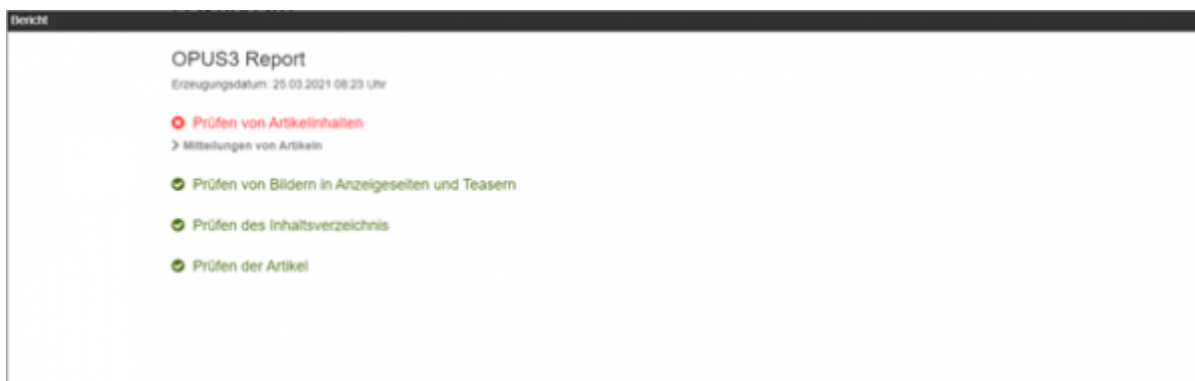 Bericht
OPUS3 Report
Erzeugungsdatum: 25.03.2021 08:23 Uhr
Prüfen von Artikelinhalten
Mitteilungen von Artikeln
Prüfen von Bildern in Anzeigeseiten und Teasern
Prüfen des Inhaltsverzeichnis
Prüfen der Artikel